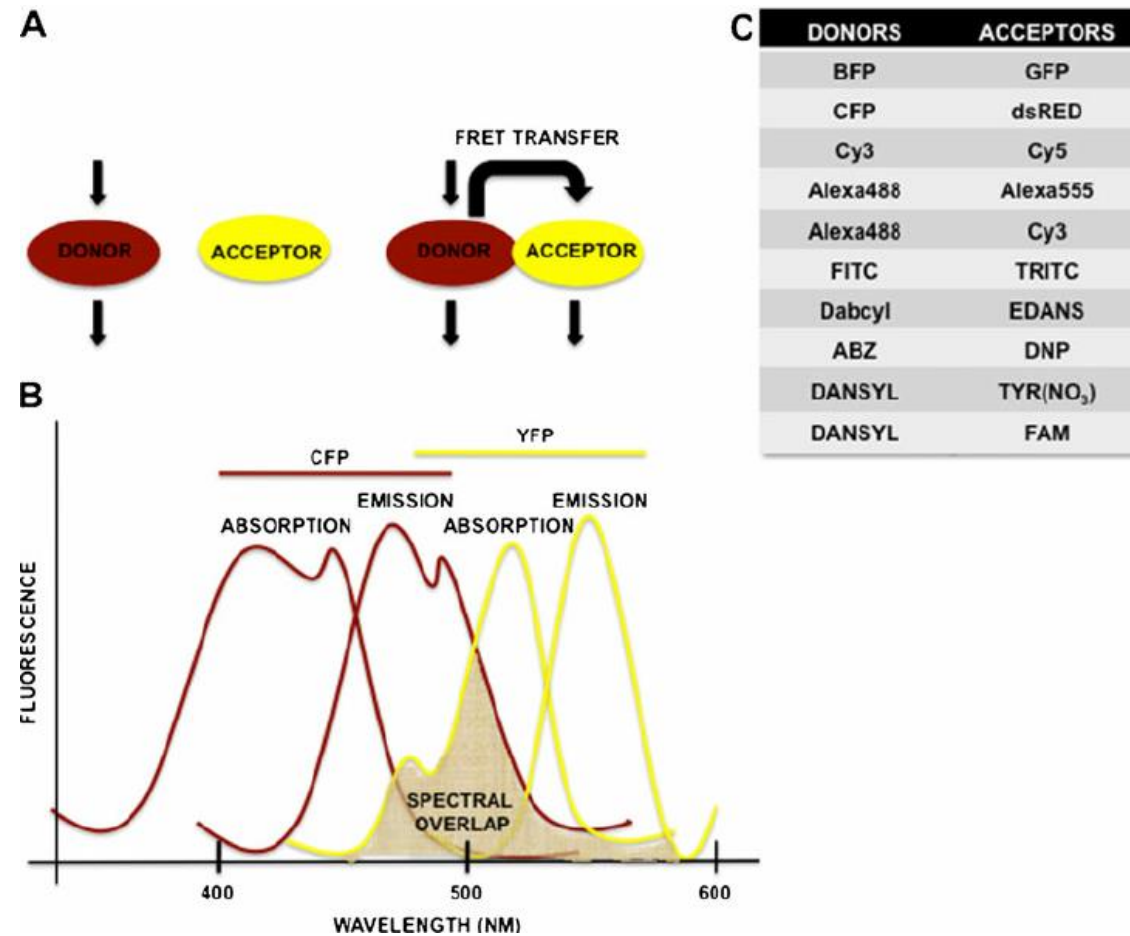 A
FRET TRANSFER
DONOR ACCEPTOR DONOR ACCEPTOR
B
CFP YFP
ABSORPTION EMISSION ABSORPTION EMISSION
SPECTRAL
OVERLAP
FLUORESCENCE
400 500 600
WAVELENGTH (NM)
C
DONORS ACCEPTORS
BFP GFP
CFP dsRED
Cy3 Cy5
Alexa488 Alexa555
Alexa488 Cy3
FITC TRITC
Dabcyl EDANS
ABZ DNP
DANSYL TYR(NO₃)
DANSYL FAM